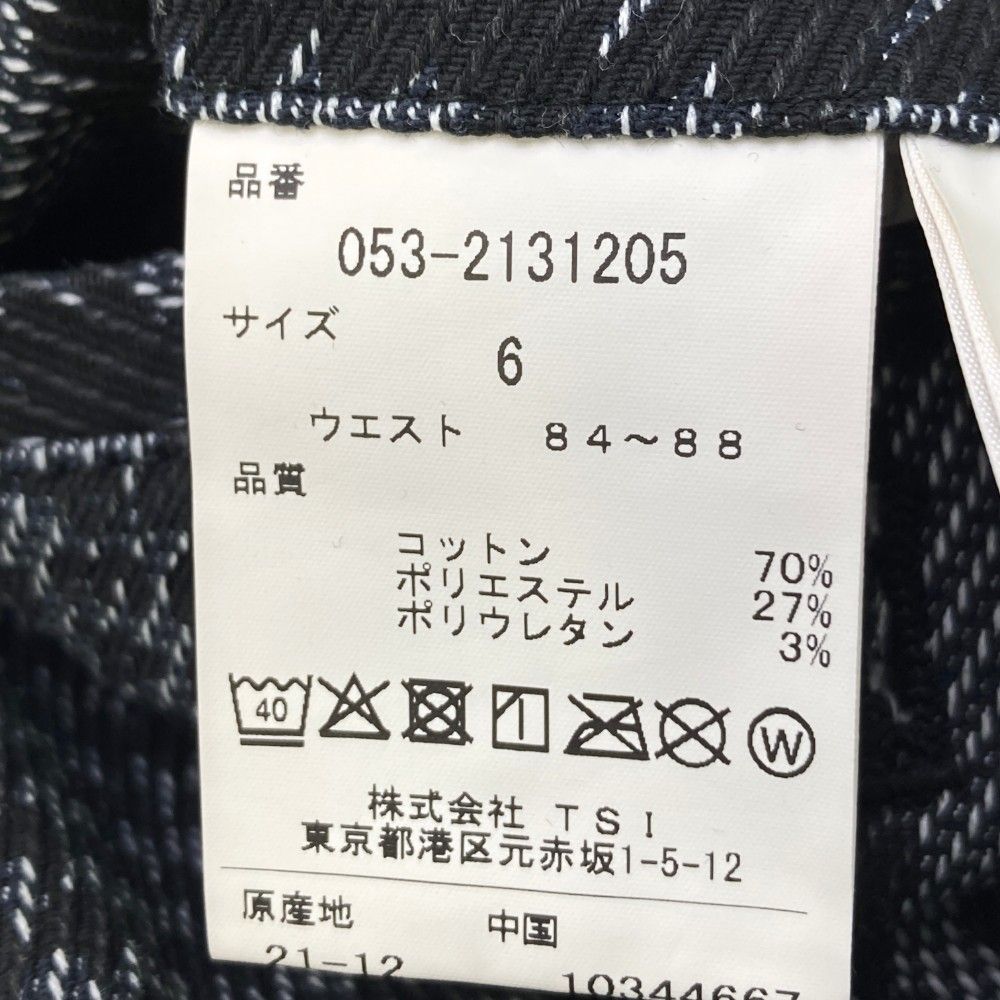 品番
053-2131205
サイズ
6
ウエスト 84～88
品質
コットン 70%
ポリエステル 27%
ポリウレタン 3%
40
W
株式会社 TSI
東京都港区元赤坂1-5-12
原産地 中国
21-12 10344667